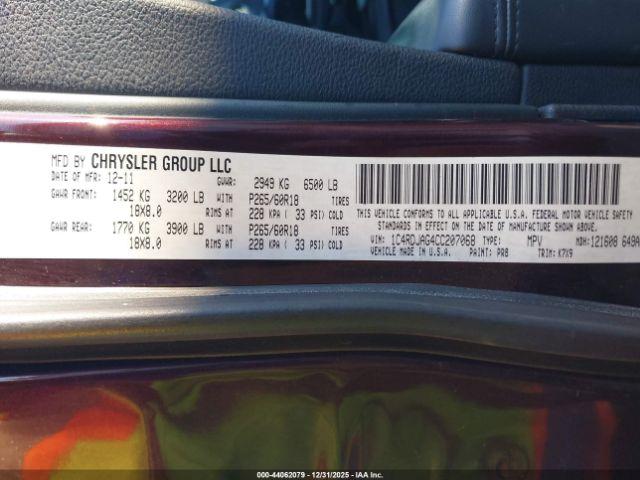 MFD BY CHRYSLER GROUP LLC
DATE OF MFR: 12-11 GVWR: 2949 KG 6500 LB
GAWR FRONT: 1452 KG 3200 LB WITH P265/60R18 TIRES
18X8.0 RIMS AT 228 KPA ( 33 PSI) COLD
GAWR REAR: 1770 KG 3900 LB WITH P265/60R18 TIRES
18X8.0 RIMS AT 228 KPA ( 33 PSI) COLD
THIS VEHICLE CONFORMS TO ALL APPLICABLE U.S.A. FEDERAL MOTOR VEHICLE SAFETY
STANDARDS IN EFFECT ON THE DATE OF MANUFACTURE SHOWN ABOVE.
VIN: 1C4RDJAG4CC207068 TYPE: MPV MDH: 121608 649A
VEHICLE MADE IN U.S.A. PAINT: PRB TRIM: K7X9
000-44062079 - 12/31/2025 - IAA Inc.